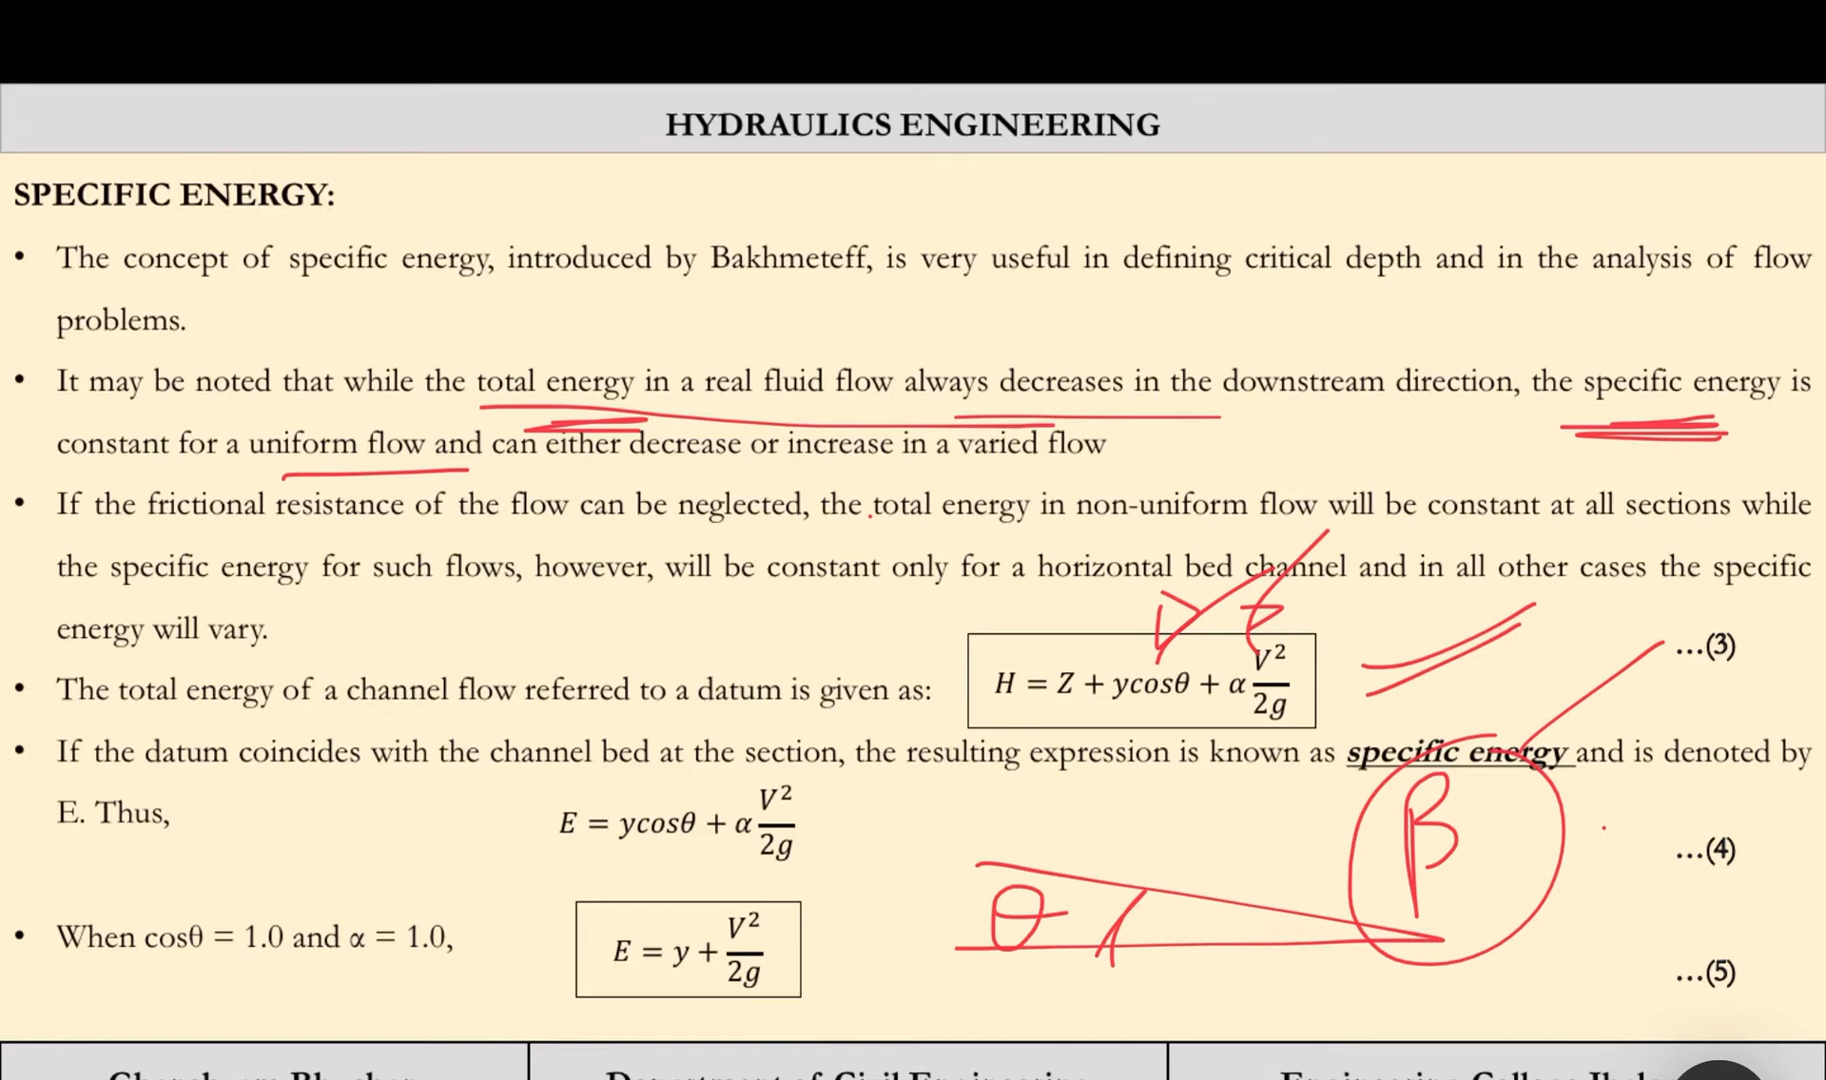 HYDRAULICS ENGINEERING
SPECIFIC ENERGY:
• The concept of specific energy, introduced by Bakhmeteff, is very useful in defining critical depth and in the analysis of flow
problems.
• It may be noted that while the total energy in a real fluid flow always decreases in the downstream direction, the specific energy is
constant for a uniform flow and can either decrease or increase in a varied flow
• If the frictional resistance of the flow can be neglected, the total energy in non-uniform flow will be constant at all sections while
the specific energy for such flows, however, will be constant only for a horizontal bed channel and in all other cases the specific
energy will vary.
• The total energy of a channel flow referred to a datum is given as: H = Z + ycosθ + α V²/2g ...(3)
• If the datum coincides with the channel bed at the section, the resulting expression is known as specific energy and is denoted by
E. Thus,
E = ycosθ + α V²/2g ...(4)
β
θ
• When cosθ = 1.0 and α = 1.0, E = y + V²/2g ...(5)
Department of Civil Engineering